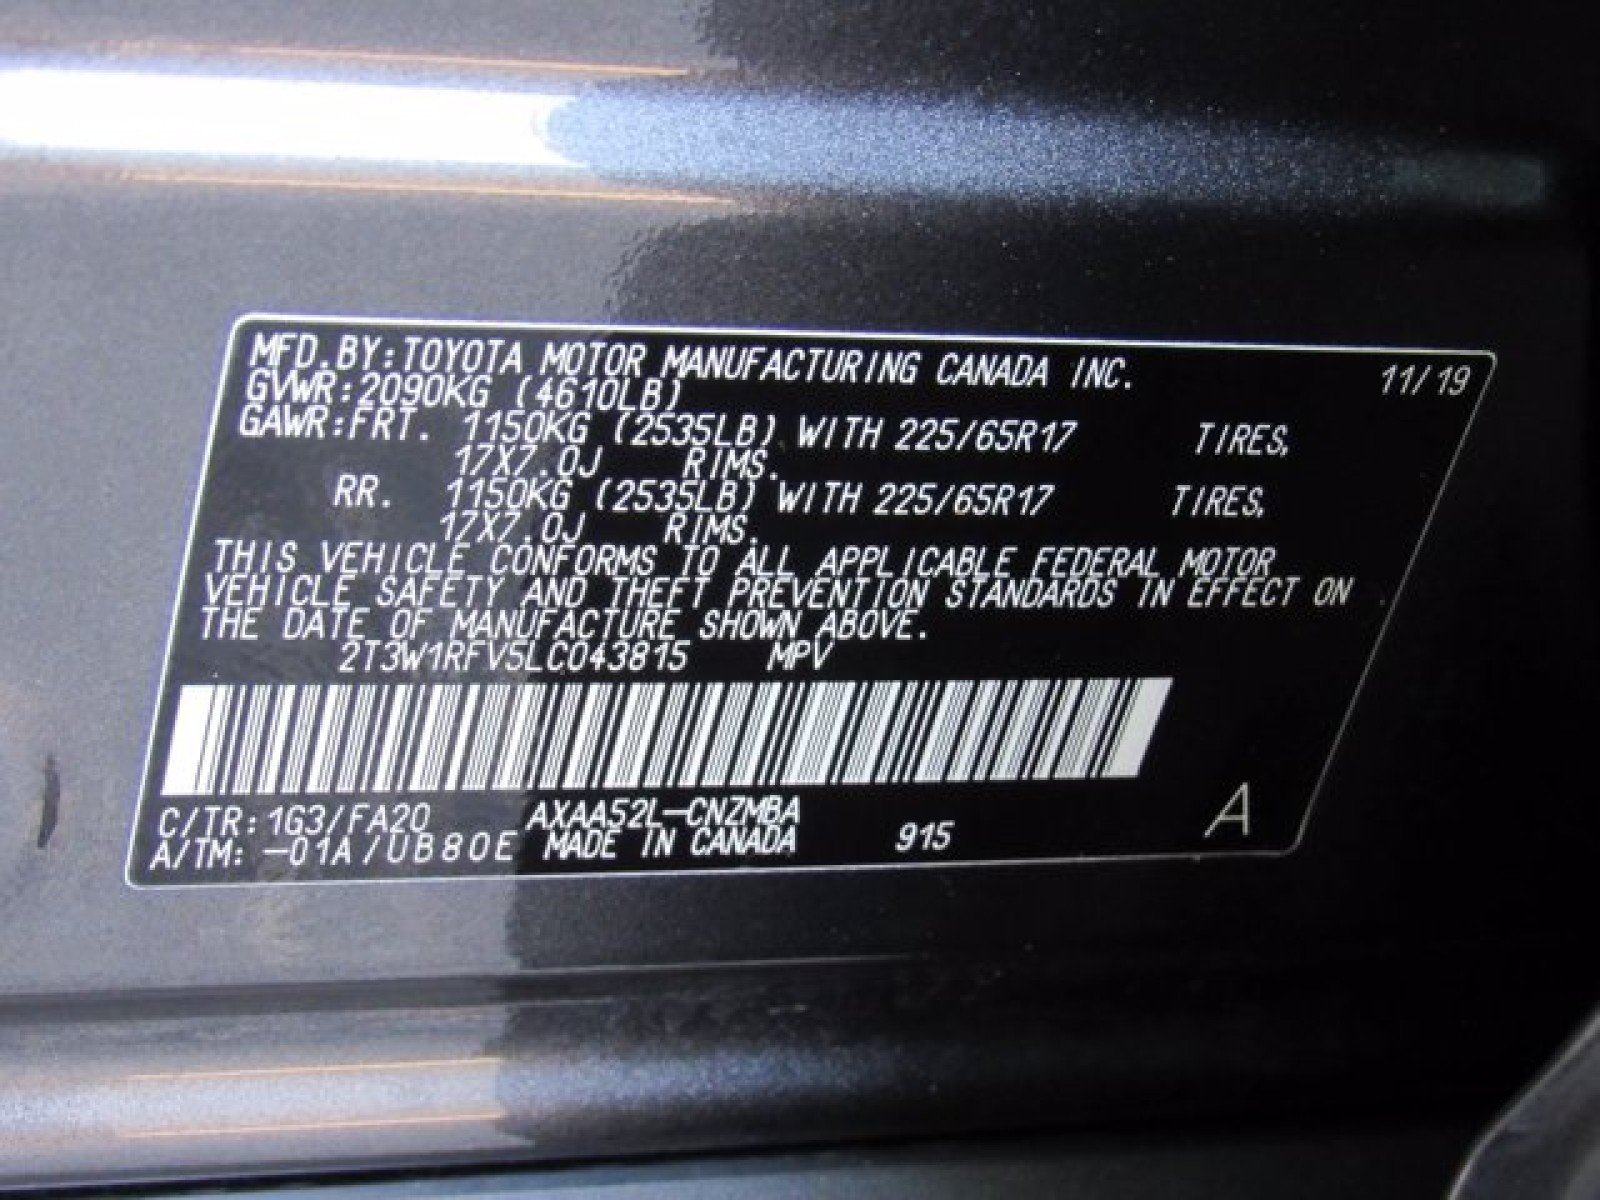 MFD.BY:TOYOTA MOTOR MANUFACTURING CANADA INC. 11/19
GVWR:2090KG (4610LB)
GAWR:FRT. 1150KG (2535LB) WITH 225/65R17 TIRES,
17X7.0J RIMS.
RR. 1150KG (2535LB) WITH 225/65R17 TIRES,
17X7.0J RIMS.
THIS VEHICLE CONFORMS TO ALL APPLICABLE FEDERAL MOTOR
VEHICLE SAFETY AND THEFT PREVENTION STANDARDS IN EFFECT ON
THE DATE OF MANUFACTURE SHOWN ABOVE.
2T3W1RFV5LC043815 MPV
C/TR:1G3/FA20 AXAA52L-CNZMBA
A/TM:-01A/UB80E MADE IN CANADA 915 A